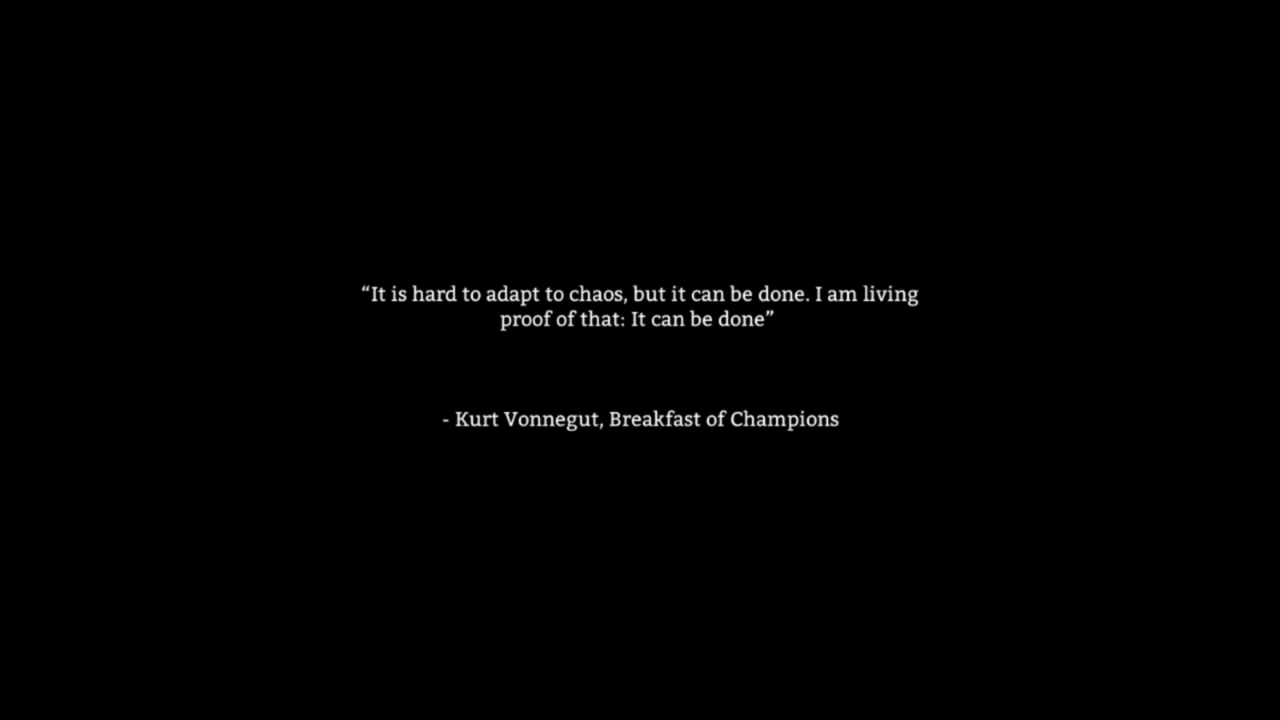 “It is hard to adapt to chaos, but it can be done. I am living
proof of that: It can be done”
- Kurt Vonnegut, Breakfast of Champions